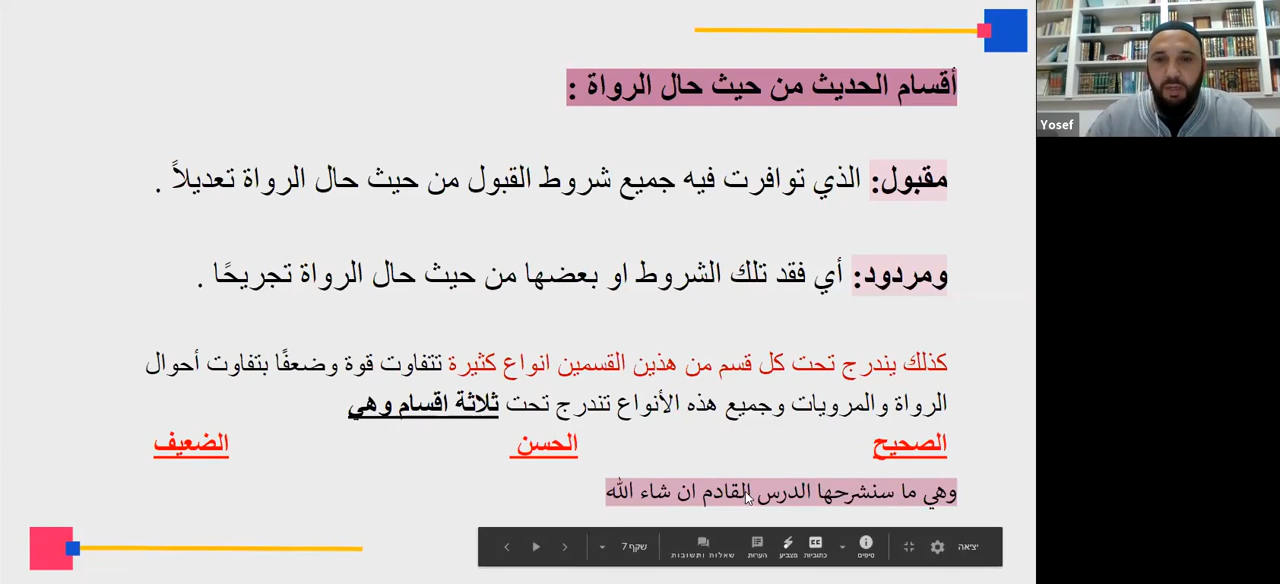 أقسام الحديث من حيث حال الرواة :
مقبول: الذي توافرت فيه جميع شروط القبول من حيث حال الرواة تعديلاً .
ومردود: أي فقد تلك الشروط او بعضها من حيث حال الرواة تجريحًا .
كذلك يندرج تحت كل قسم من هذين القسمين انواع كثيرة تتفاوت قوة وضعفًا بتفاوت أحوال
الرواة والمرويات وجميع هذه الأنواع تندرج تحت ثلاثة اقسام وهي
الصحيح الحسن الضعيف
وهي ما سنشرحها الدرس القادم ان شاء الله
Yosef
יציאה טיפים כתוביות מצביע הערות שאלות ותשובות שקף 7